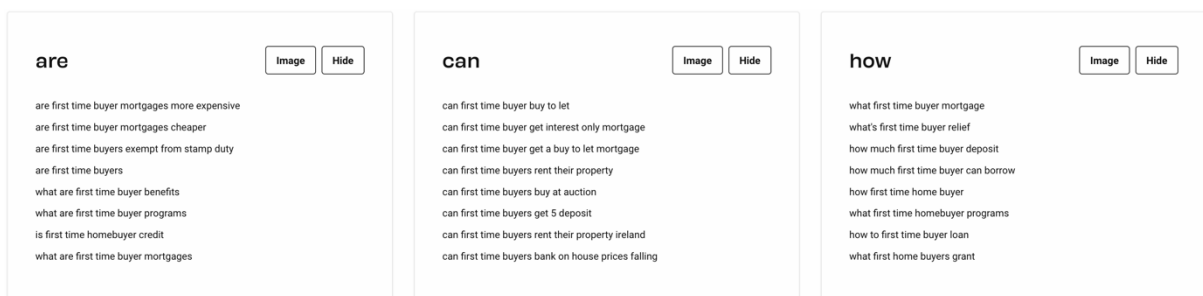 are
Image
Hide
are first time buyer mortgages more expensive
are first time buyer mortgages cheaper
are first time buyers exempt from stamp duty
are first time buyers
what are first time buyer benefits
what are first time buyer programs
is first time homebuyer credit
what are first time buyer mortgages
can
Image
Hide
can first time buyer buy to let
can first time buyer get interest only mortgage
can first time buyer get a buy to let mortgage
can first time buyers rent their property
can first time buyers buy at auction
can first time buyers get 5 deposit
can first time buyers rent their property ireland
can first time buyers bank on house prices falling
how
Image
Hide
what first time buyer mortgage
what's first time buyer relief
how much first time buyer deposit
how much first time buyer can borrow
how first time home buyer
what first time homebuyer programs
how to first time buyer loan
what first home buyers grant